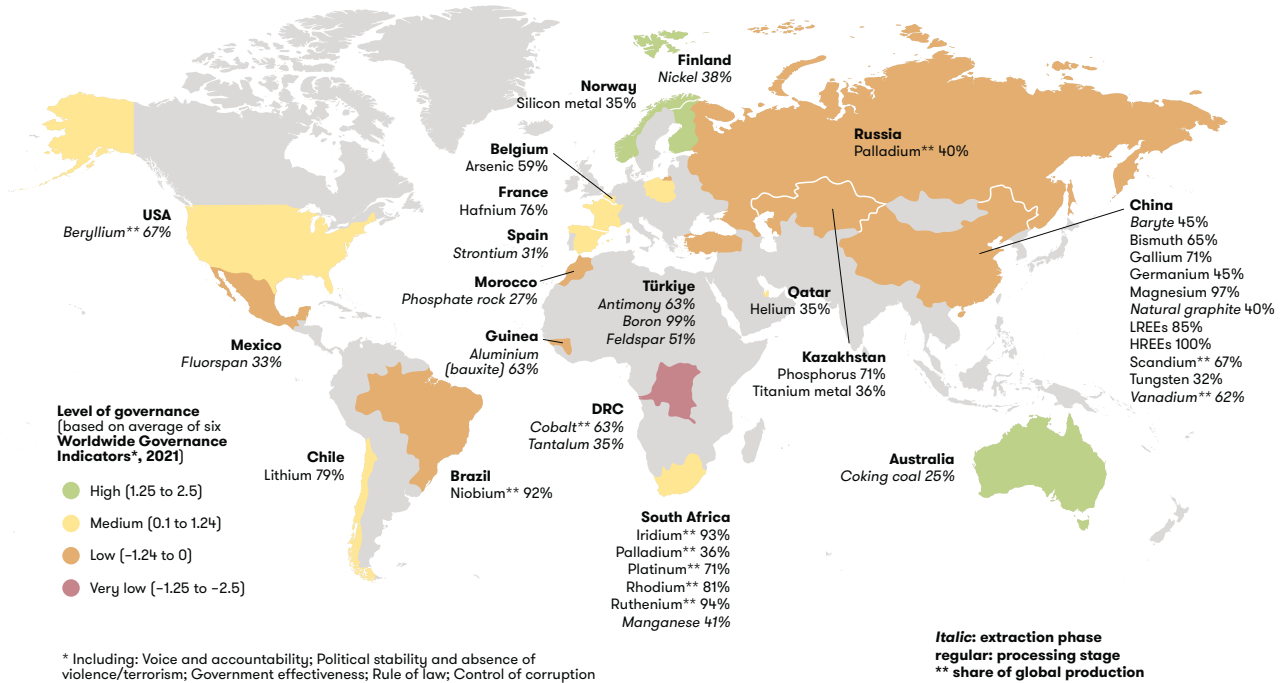 Finland
Nickel 38%
Norway
Silicon metal 35%
Russia
Palladium** 40%
Belgium
Arsenic 59%
France
Hafnium 76%
Spain
Strontium 31%
Morocco
Phosphate rock 27%
Guinea
Aluminium
(bauxite) 63%
USA
Beryllium** 67%
Mexico
Fluorspan 33%
Türkiye
Antimony 63%
Boron 99%
Feldspar 51%
Qatar
Helium 35%
Kazakhstan
Phosphorus 71%
Titanium metal 36%
China
Baryte 45%
Bismuth 65%
Gallium 71%
Germanium 45%
Magnesium 97%
Natural graphite 40%
LREEs 85%
HREEs 100%
Scandium** 67%
Tungsten 32%
Vanadium** 62%
DRC
Cobalt** 63%
Tantalum 35%
Chile
Lithium 79%
Brazil
Niobium** 92%
Australia
Coking coal 25%
South Africa
Iridium** 93%
Palladium** 36%
Platinum** 71%
Rhodium** 81%
Ruthenium** 94%
Manganese 41%
Level of governance
(based on average of six
Worldwide Governance
Indicators*, 2021)
High (1.25 to 2.5)
Medium (0.1 to 1.24)
Low (−1.24 to 0)
Very low (−1.25 to −2.5)
* Including: Voice and accountability; Political stability and absence of
violence/terrorism; Government effectiveness; Rule of law; Control of corruption
Italic: extraction phase
regular: processing stage
** share of global production